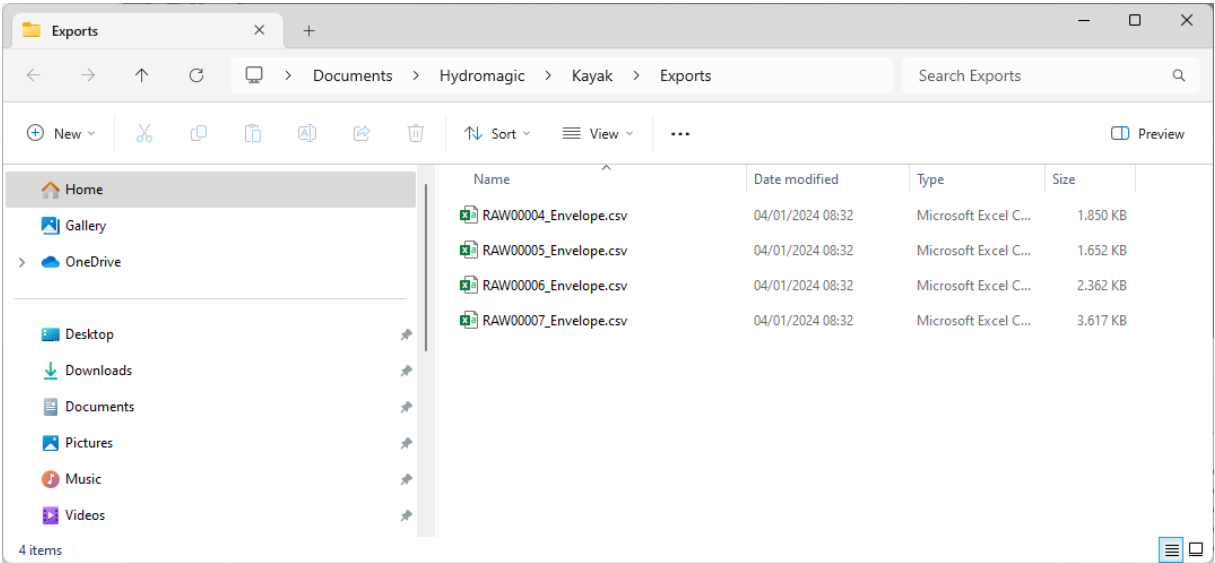 Exports
Documents > Hydromagic > Kayak > Exports
Search Exports
New
Sort
View
Preview
Home
Gallery
OneDrive
Desktop
Downloads
Documents
Pictures
Music
Videos
Name Date modified Type Size
RAW00004_Envelope.csv 04/01/2024 08:32 Microsoft Excel C... 1.850 KB
RAW00005_Envelope.csv 04/01/2024 08:32 Microsoft Excel C... 1.652 KB
RAW00006_Envelope.csv 04/01/2024 08:32 Microsoft Excel C... 2.362 KB
RAW00007_Envelope.csv 04/01/2024 08:32 Microsoft Excel C... 3.617 KB
4 items